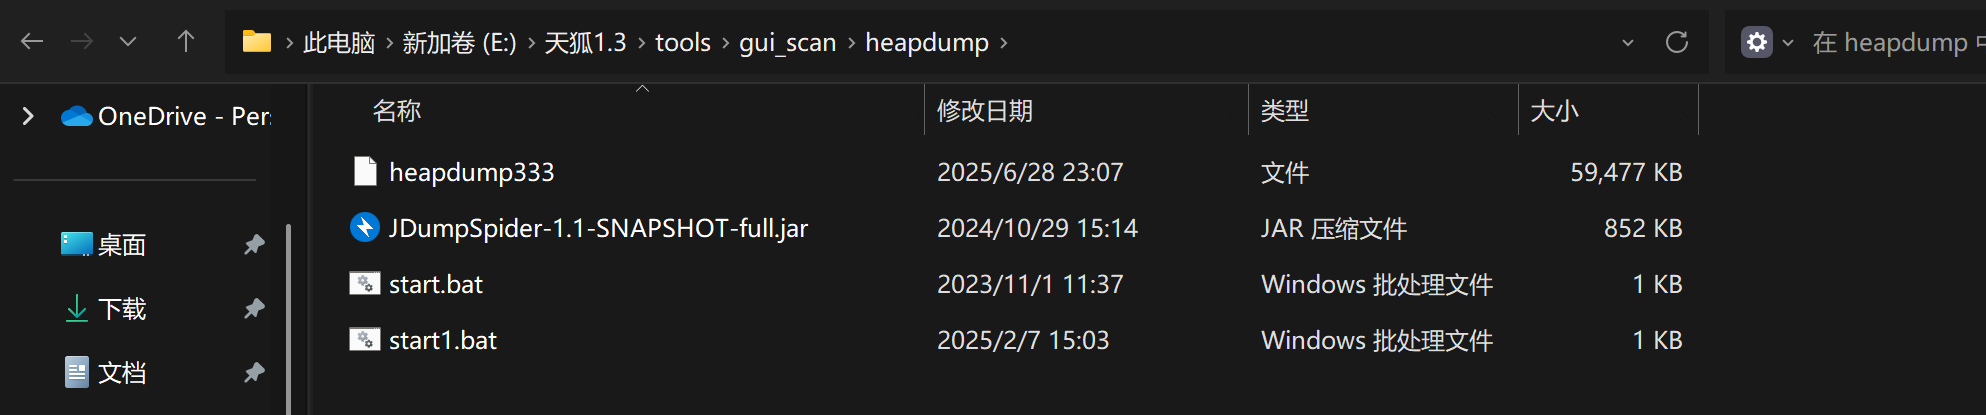 此电脑 新加卷 (E:) 天狐1.3 tools gui_scan heapdump 在 heapdump
OneDrive - Per
名称 修改日期 类型 大小
heapdump333 2025/6/28 23:07 文件 59,477 KB
JDumpSpider-1.1-SNAPSHOT-full.jar 2024/10/29 15:14 JAR 压缩文件 852 KB
桌面
start.bat 2023/11/1 11:37 Windows 批处理文件 1 KB
下载
start1.bat 2025/2/7 15:03 Windows 批处理文件 1 KB
文档